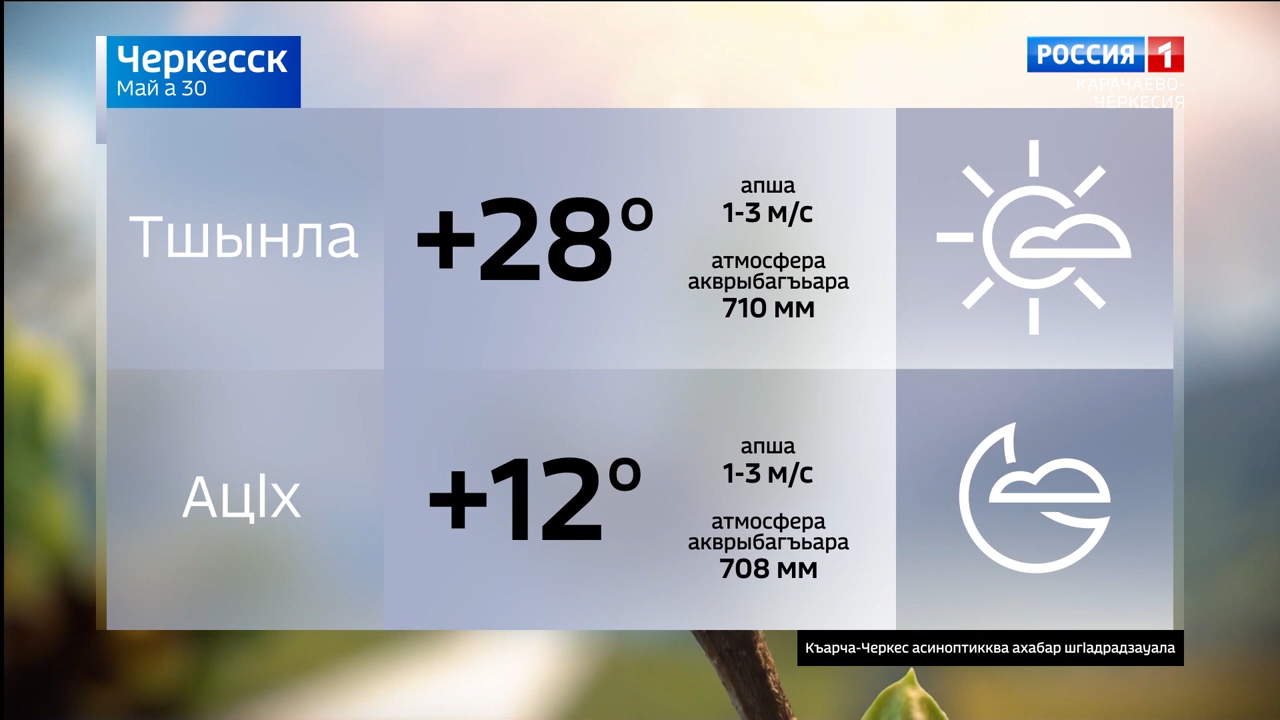 Черкесск
Май а 30
РОССИЯ 1
КАРАЧАЕВО-
ЧЕРКЕСИЯ
Тшынла
+28°
апша
1-3 м/с
атмосфера
акврыбагъьара
710 мм
АцӀх
+12°
апша
1-3 м/с
атмосфера
акврыбагъьара
708 мм
Къарча-Черкес асиноптикква ахабар шгӀадрадзауала